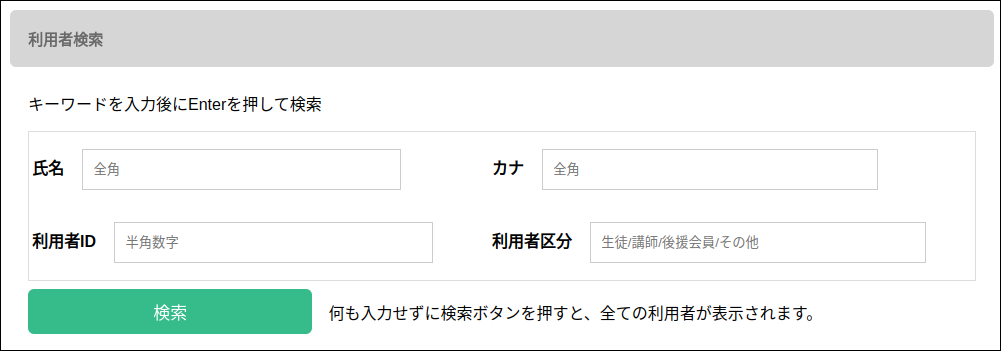 利用者検索
キーワードを入力後にEnterを押して検索
氏名 全角 カナ 全角
利用者ID 半角数字 利用者区分 生徒/講師/後援会員/その他
検索 何も入力せずに検索ボタンを押すと、全ての利用者が表示されます。